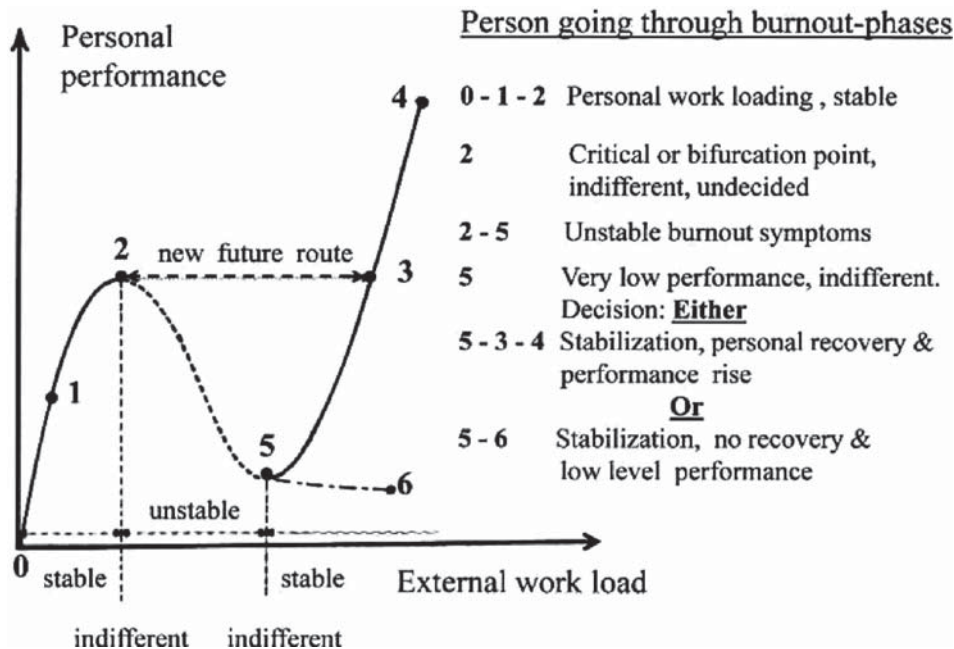 Personal
performance
4
2
new future route
3
1
5
6
unstable
0
stable
stable
External work load
indifferent
indifferent
Person going through burnout-phases
0 - 1 - 2 Personal work loading , stable
2 Critical or bifurcation point,
indifferent, undecided
2 - 5 Unstable burnout symptoms
5 Very low performance, indifferent.
Decision: Either
5 - 3 - 4 Stabilization, personal recovery &
performance rise
Or
5 - 6 Stabilization, no recovery &
low level performance